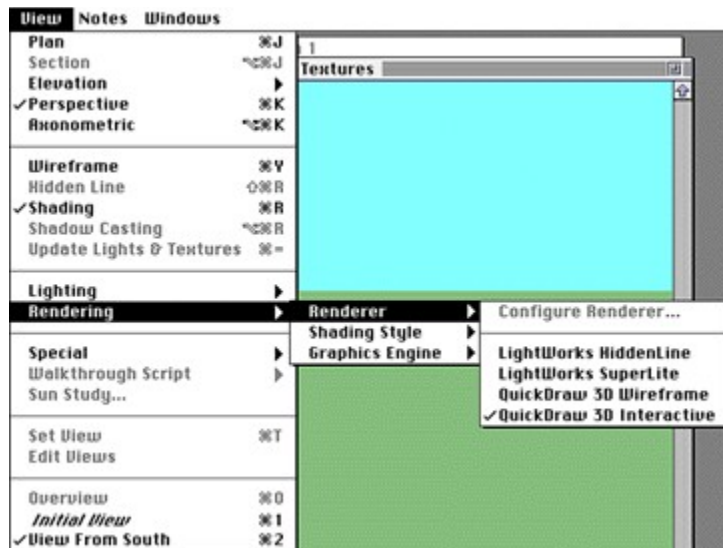 View Notes Windows
Plan ⌘J
Section ⌥⌘J
Elevation ▶
✓Perspective ⌘K
Axonometric ⌥⌘K
Wireframe ⌘Y
Hidden Line ⇧⌘R
✓Shading ⌘R
Shadow Casting ⌥⌘R
Update Lights & Textures ⌘=
Lighting ▶
Rendering ▶
Special ▶
Walkthrough Script ▶
Sun Study...
Set View ⌘T
Edit Views
Overview ⌘0
Initial View ⌘1
✓View From South ⌘2
1
Textures
Renderer ▶
Shading Style ▶
Graphics Engine ▶
Configure Renderer...
LightWorks HiddenLine
LightWorks SuperLite
QuickDraw 3D Wireframe
✓QuickDraw 3D Interactive